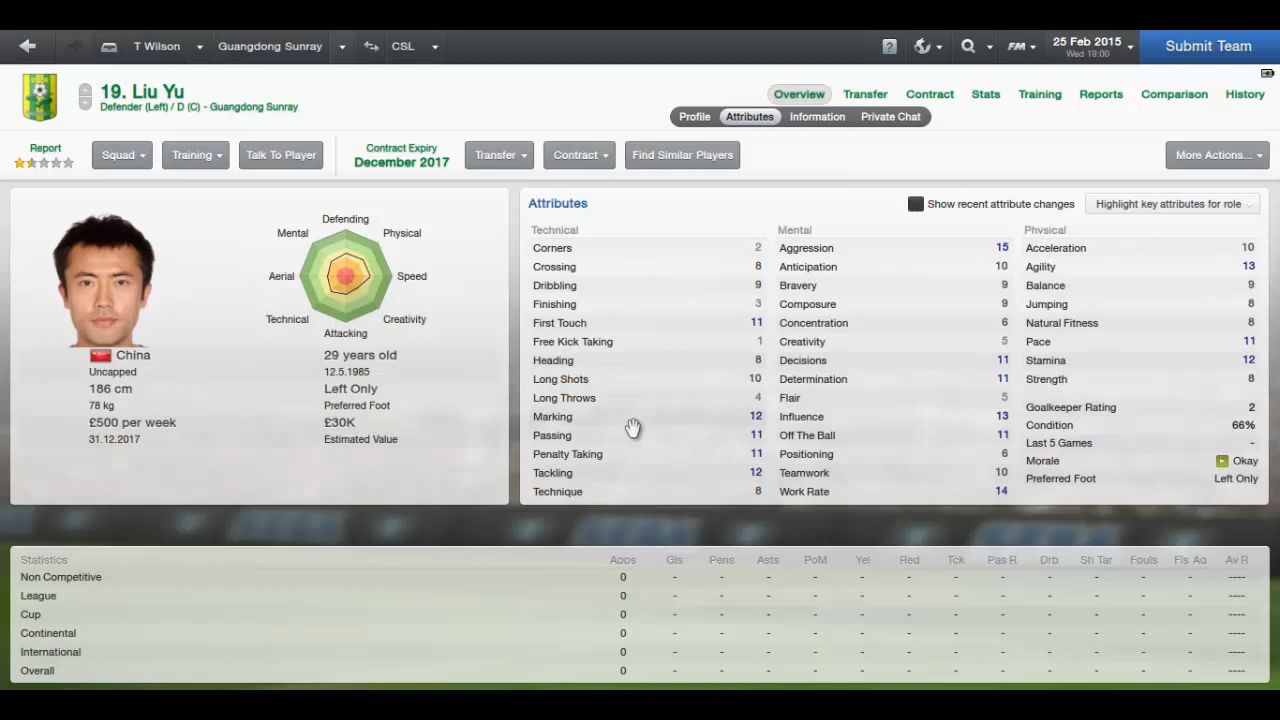 T Wilson Guangdong Sunray CSL ? FM 25 Feb 2015 Submit Team
Wed 19:00
19. Liu Yu
Defender (Left) / D (C) - Guangdong Sunray
Overview Transfer Contract Stats Training Reports Comparison History
Profile Attributes Information Private Chat
Report Squad Training Talk To Player Contract Expiry Transfer Contract Find Similar Players More Actions...
December 2017
Attributes Show recent attribute changes Highlight key attributes for role
Defending
Mental Physical
Aerial Speed
Technical Creativity
Attacking
China 29 years old
Uncapped 12.5.1985
186 cm Left Only
78 kg Preferred Foot
£500 per week £30K
31.12.2017 Estimated Value
Technical Mental Physical
Corners 2 Aggression 15 Acceleration 10
Crossing 8 Anticipation 10 Agility 13
Dribbling 9 Bravery 9 Balance 9
Finishing 3 Composure 9 Jumping 8
First Touch 11 Concentration 6 Natural Fitness 8
Free Kick Taking 1 Creativity 5 Pace 11
Heading 8 Decisions 11 Stamina 12
Long Shots 10 Determination 11 Strength 8
Long Throws 4 Flair 5
Goalkeeper Rating 2
Marking 12 Influence 13
Condition 66%
Passing 11 Off The Ball 11
Last 5 Games -
Penalty Taking 11 Positioning 6
Morale Okay
Tackling 12 Teamwork 10
Preferred Foot Left Only
Technique 8 Work Rate 14
Statistics Apps Gls Pens Asts PoM Yel Red Tck Pas R Drb Sh Tar Fouls Fls Ag Av R
Non Competitive 0 - - - - - - - - - - - - ----
League 0 - - - - - - - - - - - - ----
Cup 0 - - - - - - - - - - - - ----
Continental 0 - - - - - - - - - - - - ----
International 0 - - - - - - - - - - - - ----
Overall 0 - - - - - - - - - - - - ----